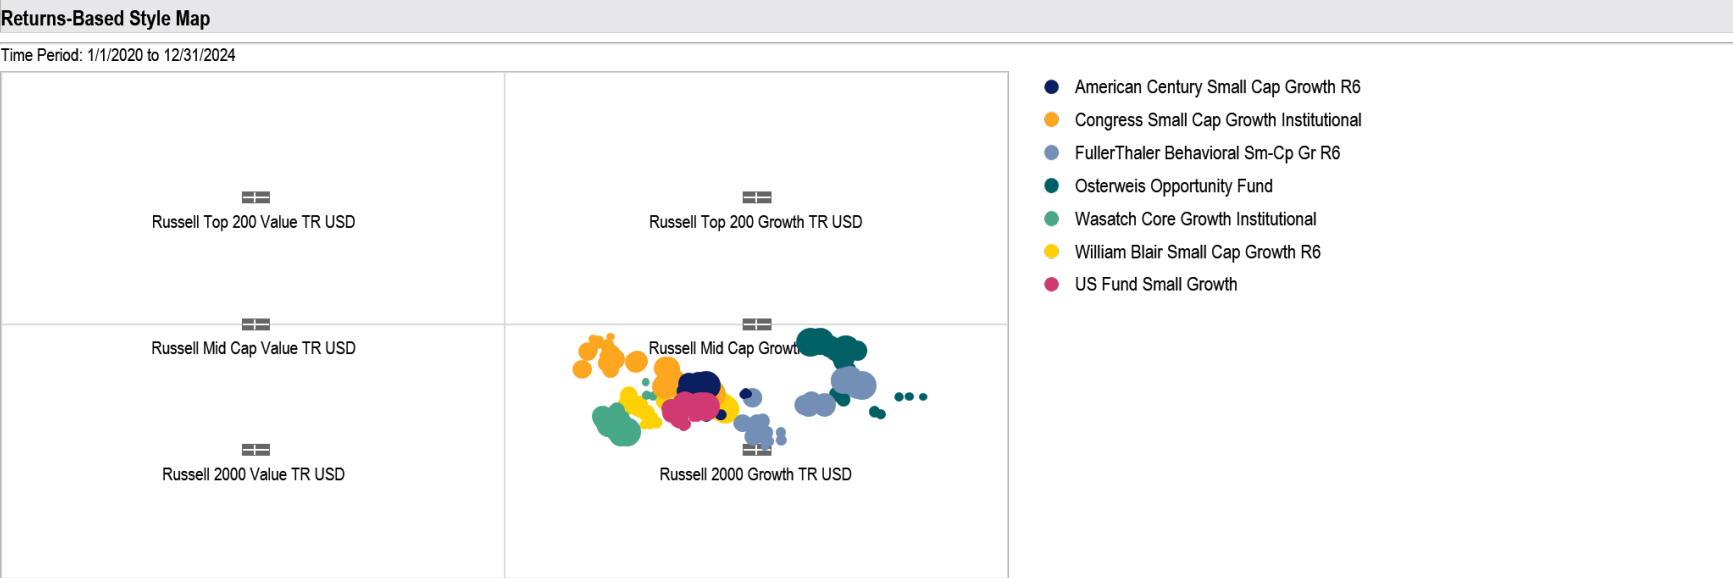 Returns-Based Style Map
Time Period: 1/1/2020 to 12/31/2024
American Century Small Cap Growth R6
Congress Small Cap Growth Institutional
FullerThaler Behavioral Sm-Cp Gr R6
Osterweis Opportunity Fund
Wasatch Core Growth Institutional
William Blair Small Cap Growth R6
US Fund Small Growth
Russell Top 200 Value TR USD
Russell Top 200 Growth TR USD
Russell Mid Cap Value TR USD
Russell Mid Cap Growth
Russell 2000 Value TR USD
Russell 2000 Growth TR USD